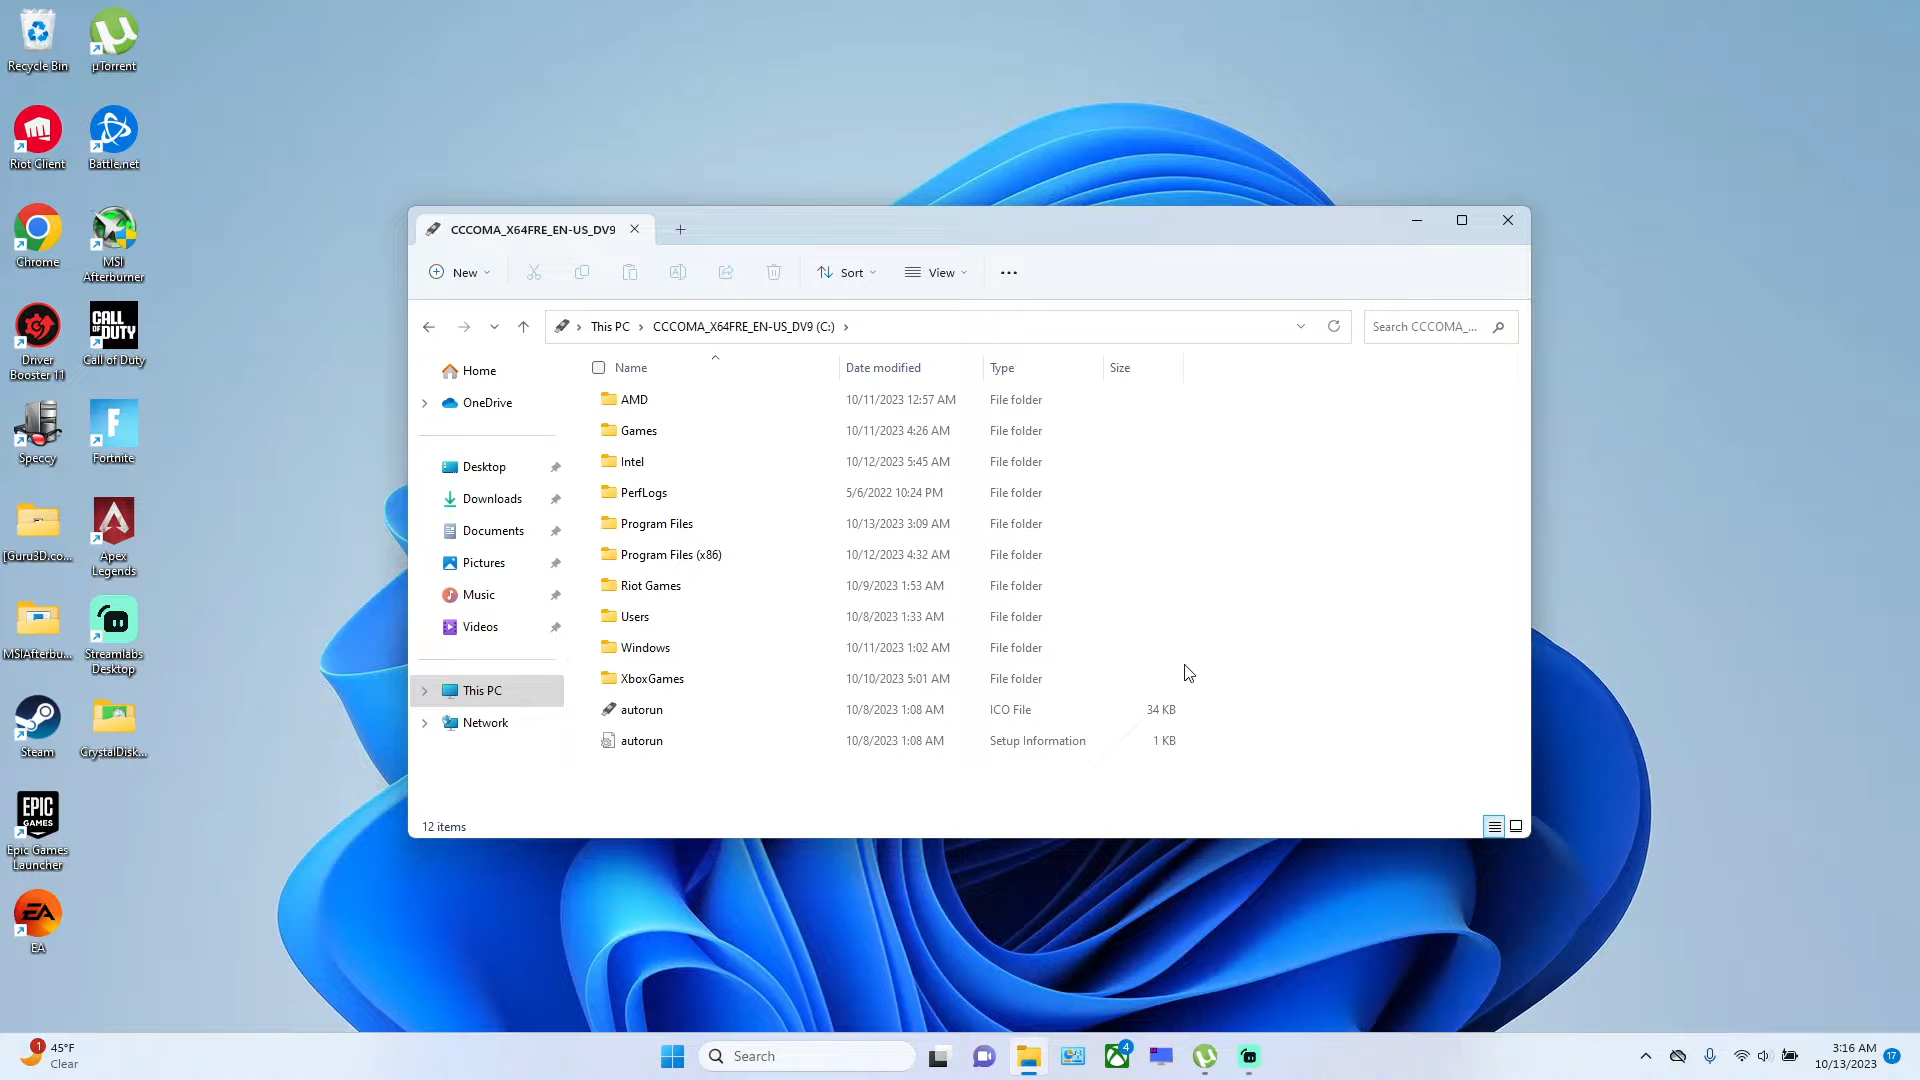 Recycle Bin
µTorrent
Riot Client
Battle.net
Chrome
MSI
Afterburner
Driver
Booster 11
CALL OF
DUTY
Call of Duty
Speccy
Fortnite
[Guru3D.co...
Apex
Legends
MSIAfterbu...
Streamlabs
Desktop
Steam
CrystalDisk...
EPIC
GAMES
Epic Games
Launcher
EA
EA
CCCOMA_X64FRE_EN-US_DV9
New
Sort
View
This PC
CCCOMA_X64FRE_EN-US_DV9 (C:)
Search CCCOMA_...
Home
OneDrive
Desktop
Downloads
Documents
Pictures
Music
Videos
This PC
Network
Name Date modified Type Size
AMD 10/11/2023 12:57 AM File folder
Games 10/11/2023 4:26 AM File folder
Intel 10/12/2023 5:45 AM File folder
PerfLogs 5/6/2022 10:24 PM File folder
Program Files 10/13/2023 3:09 AM File folder
Program Files (x86) 10/12/2023 4:32 AM File folder
Riot Games 10/9/2023 1:53 AM File folder
Users 10/8/2023 1:33 AM File folder
Windows 10/11/2023 1:02 AM File folder
XboxGames 10/10/2023 5:01 AM File folder
autorun 10/8/2023 1:08 AM ICO File 34 KB
autorun 10/8/2023 1:08 AM Setup Information 1 KB
12 items
1
45°F
Clear
Search
4
3:16 AM
10/13/2023
17